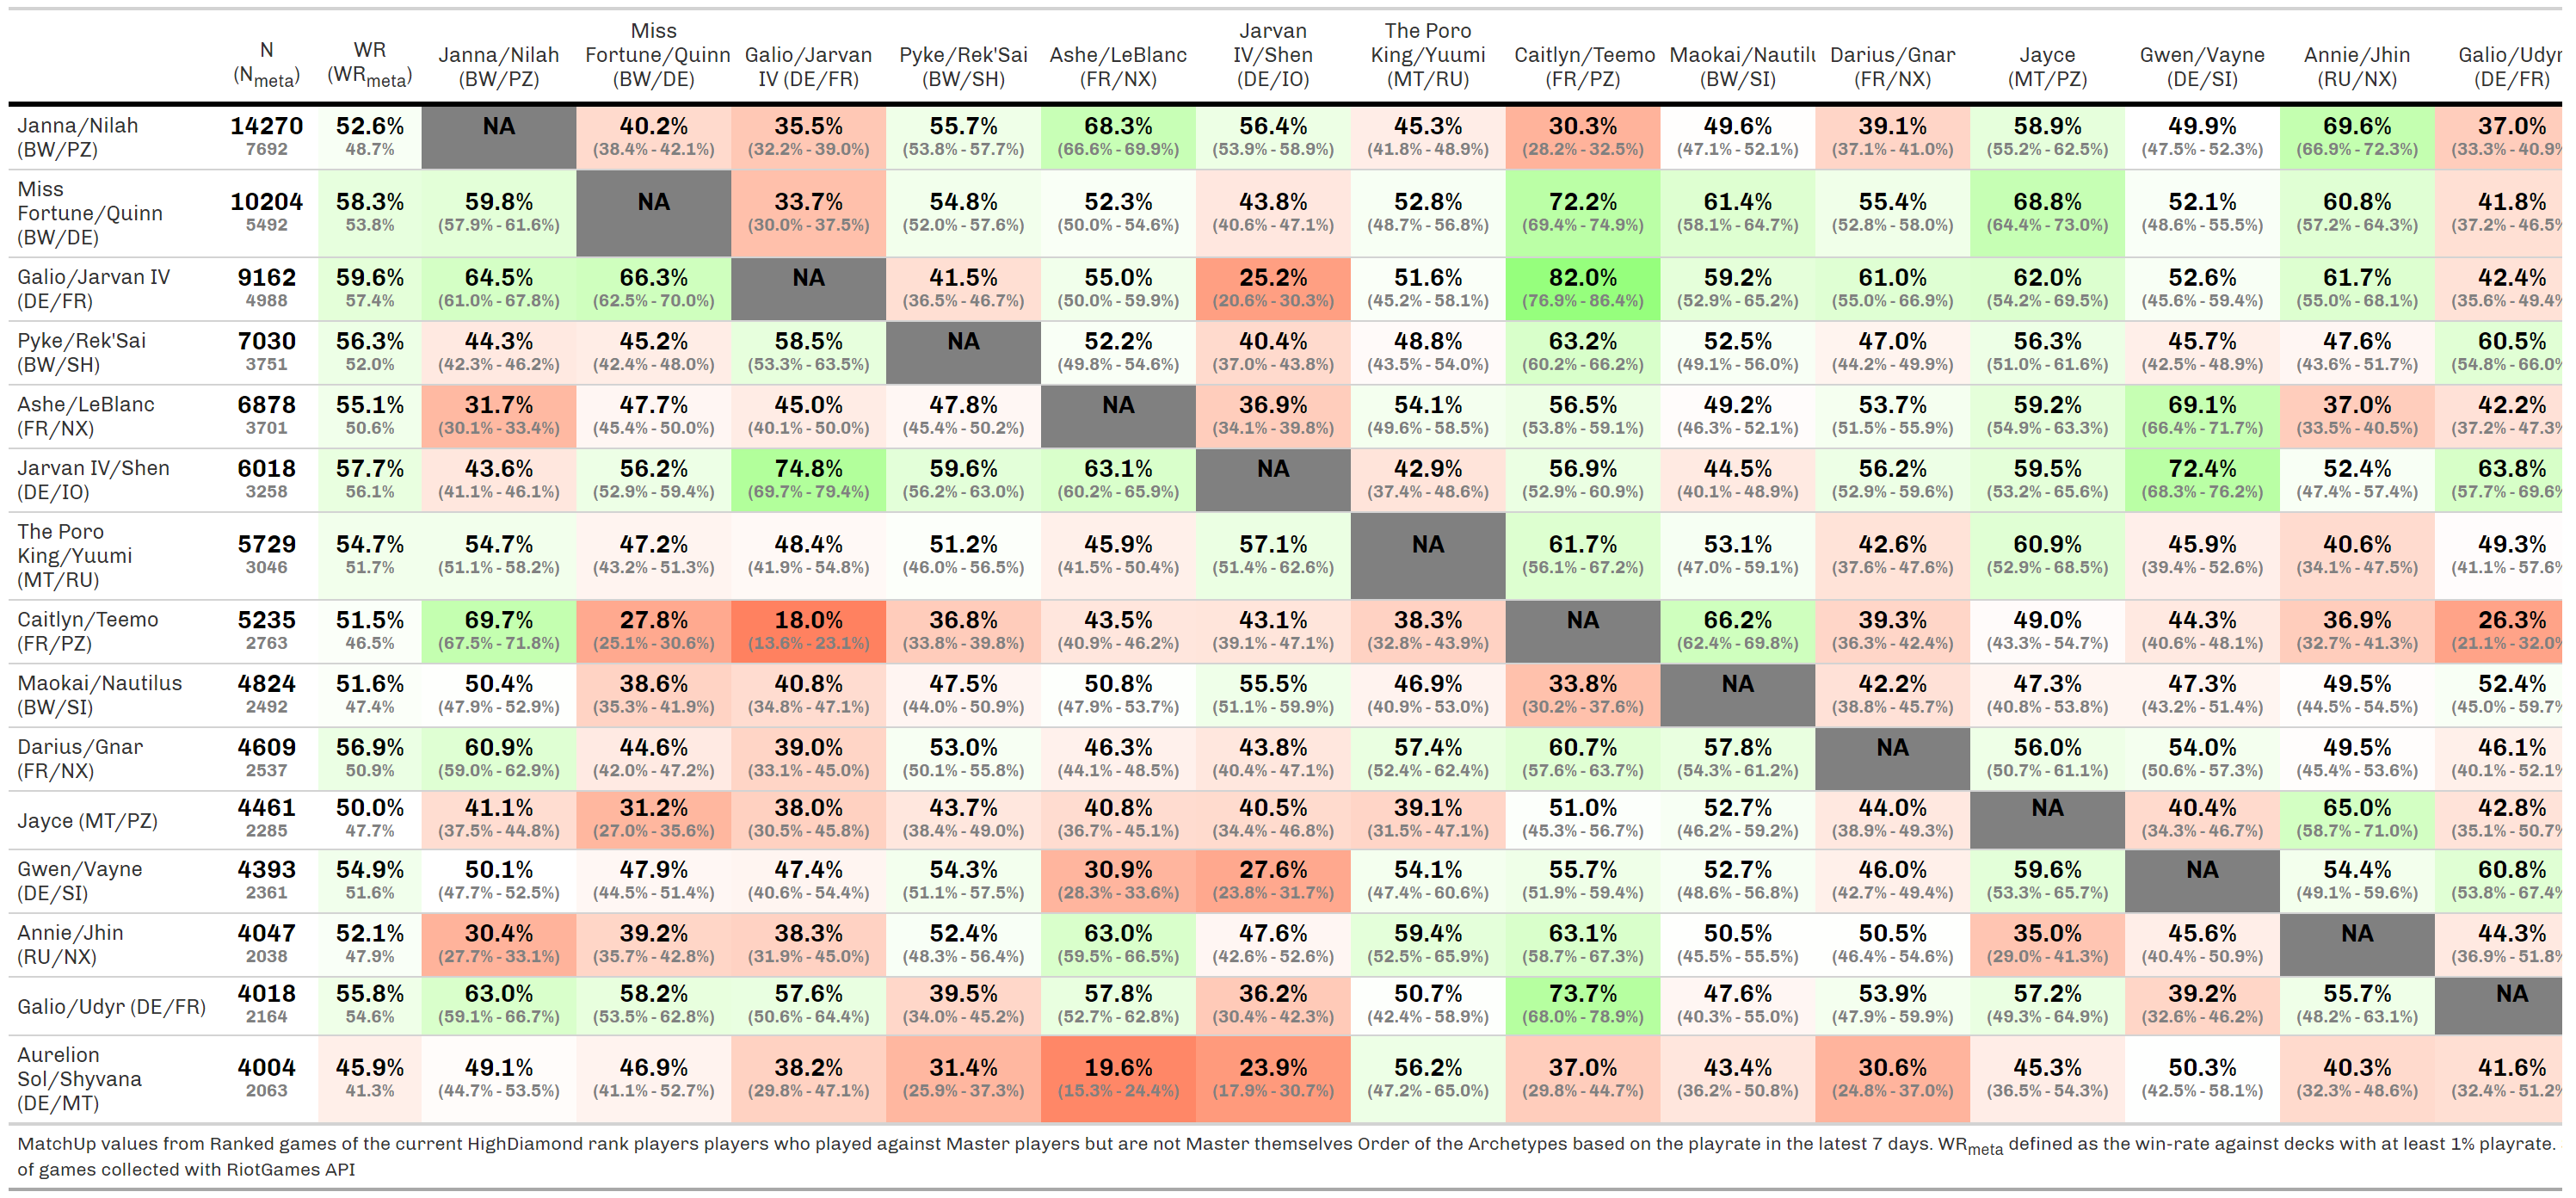 N (N_meta) WR (WR_meta) Janna/Nilah (BW/PZ) Miss Fortune/Quinn (BW/DE) Galio/Jarvan IV (DE/FR) Pyke/Rek'Sai (BW/SH) Ashe/LeBlanc (FR/NX) Jarvan IV/Shen (DE/IO) The Poro King/Yuumi (MT/RU) Caitlyn/Teemo (FR/PZ) Maokai/Nautilu (BW/SI) Darius/Gnar (FR/NX) Jayce (MT/PZ) Gwen/Vayne (DE/SI) Annie/Jhin (RU/NX) Galio/Udyr (DE/FR)
Janna/Nilah 14270 52.6% NA 40.2% 35.5% 55.7% 68.3% 56.4% 45.3% 30.3% 49.6% 39.1% 58.9% 49.9% 69.6% 37.0%
(BW/PZ) 7692 48.7% (38.4% - 42.1%) (32.2% - 39.0%) (53.8% - 57.7%) (66.6% - 69.9%) (53.9% - 58.9%) (41.8% - 48.9%) (28.2% - 32.5%) (47.1% - 52.1%) (37.1% - 41.0%) (55.2% - 62.5%) (47.5% - 52.3%) (66.9% - 72.3%) (33.3% - 40.9%
Miss
Fortune/Quinn 10204 58.3% 59.8% NA 33.7% 54.8% 52.3% 43.8% 52.8% 72.2% 61.4% 55.4% 68.8% 52.1% 60.8% 41.8%
(BW/DE) 5492 53.8% (57.9% - 61.6%) (30.0% - 37.5%) (52.0% - 57.6%) (50.0% - 54.6%) (40.6% - 47.1%) (48.7% - 56.8%) (69.4% - 74.9%) (58.1% - 64.7%) (52.8% - 58.0%) (64.4% - 73.0%) (48.6% - 55.5%) (57.2% - 64.3%) (37.2% - 46.5%
Galio/Jarvan IV 9162 59.6% 64.5% 66.3% NA 41.5% 55.0% 25.2% 51.6% 82.0% 59.2% 61.0% 62.0% 52.6% 61.7% 42.4%
(DE/FR) 4988 57.4% (61.0% - 67.8%) (62.5% - 70.0%) (36.5% - 46.7%) (50.0% - 59.9%) (20.6% - 30.3%) (45.2% - 58.1%) (76.9% - 86.4%) (52.9% - 65.2%) (55.0% - 66.9%) (54.2% - 69.5%) (45.6% - 59.4%) (55.0% - 68.1%) (35.6% - 49.4%
Pyke/Rek'Sai 7030 56.3% 44.3% 45.2% 58.5% NA 52.2% 40.4% 48.8% 63.2% 52.5% 47.0% 56.3% 45.7% 47.6% 60.5%
(BW/SH) 3751 52.0% (42.3% - 46.2%) (42.4% - 48.0%) (53.3% - 63.5%) (49.8% - 54.6%) (37.0% - 43.8%) (43.5% - 54.0%) (60.2% - 66.2%) (49.1% - 56.0%) (44.2% - 49.9%) (51.0% - 61.6%) (42.5% - 48.9%) (43.6% - 51.7%) (54.8% - 66.0%
Ashe/LeBlanc 6878 55.1% 31.7% 47.7% 45.0% 47.8% NA 36.9% 54.1% 56.5% 49.2% 53.7% 59.2% 69.1% 37.0% 42.2%
(FR/NX) 3701 50.6% (30.1% - 33.4%) (45.4% - 50.0%) (40.1% - 50.0%) (45.4% - 50.2%) (34.1% - 39.8%) (49.6% - 58.5%) (53.8% - 59.1%) (46.3% - 52.1%) (51.5% - 55.9%) (54.9% - 63.3%) (66.4% - 71.7%) (33.5% - 40.5%) (37.2% - 47.3%
Jarvan IV/Shen 6018 57.7% 43.6% 56.2% 74.8% 59.6% 63.1% NA 42.9% 56.9% 44.5% 56.2% 59.5% 72.4% 52.4% 63.8%
(DE/IO) 3258 56.1% (41.1% - 46.1%) (52.9% - 59.4%) (69.7% - 79.4%) (56.2% - 63.0%) (60.2% - 65.9%) (37.4% - 48.6%) (52.9% - 60.9%) (40.1% - 48.9%) (52.9% - 59.6%) (53.2% - 65.6%) (68.3% - 76.2%) (47.4% - 57.4%) (57.7% - 69.6%
The Poro
King/Yuumi 5729 54.7% 54.7% 47.2% 48.4% 51.2% 45.9% 57.1% NA 61.7% 53.1% 42.6% 60.9% 45.9% 40.6% 49.3%
(MT/RU) 3046 51.7% (51.1% - 58.2%) (43.2% - 51.3%) (41.9% - 54.8%) (46.0% - 56.5%) (41.5% - 50.4%) (51.4% - 62.6%) (56.1% - 67.2%) (47.0% - 59.1%) (37.6% - 47.6%) (52.9% - 68.5%) (39.4% - 52.6%) (34.1% - 47.5%) (41.1% - 57.6%
Caitlyn/Teemo 5235 51.5% 69.7% 27.8% 18.0% 36.8% 43.5% 43.1% 38.3% NA 66.2% 39.3% 49.0% 44.3% 36.9% 26.3%
(FR/PZ) 2763 46.5% (67.5% - 71.8%) (25.1% - 30.6%) (13.6% - 23.1%) (33.8% - 39.8%) (40.9% - 46.2%) (39.1% - 47.1%) (32.8% - 43.9%) (62.4% - 69.8%) (36.3% - 42.4%) (43.3% - 54.7%) (40.6% - 48.1%) (32.7% - 41.3%) (21.1% - 32.0%
Maokai/Nautilus 4824 51.6% 50.4% 38.6% 40.8% 47.5% 50.8% 55.5% 46.9% 33.8% NA 42.2% 47.3% 47.3% 49.5% 52.4%
(BW/SI) 2492 47.4% (47.9% - 52.9%) (35.3% - 41.9%) (34.8% - 47.1%) (44.0% - 50.9%) (47.9% - 53.7%) (51.1% - 59.9%) (40.9% - 53.0%) (30.2% - 37.6%) (38.8% - 45.7%) (40.8% - 53.8%) (43.2% - 51.4%) (44.5% - 54.5%) (45.0% - 59.7%
Darius/Gnar 4609 56.9% 60.9% 44.6% 39.0% 53.0% 46.3% 43.8% 57.4% 60.7% 57.8% NA 56.0% 54.0% 49.5% 46.1%
(FR/NX) 2537 50.9% (59.0% - 62.9%) (42.0% - 47.2%) (33.1% - 45.0%) (50.1% - 55.8%) (44.1% - 48.5%) (40.4% - 47.1%) (52.4% - 62.4%) (57.6% - 63.7%) (54.3% - 61.2%) (50.7% - 61.1%) (50.6% - 57.3%) (45.4% - 53.6%) (40.1% - 52.1%
Jayce (MT/PZ) 4461 50.0% 41.1% 31.2% 38.0% 43.7% 40.8% 40.5% 39.1% 51.0% 52.7% 44.0% NA 40.4% 65.0% 42.8%
2285 47.7% (37.5% - 44.8%) (27.0% - 35.6%) (30.5% - 45.8%) (38.4% - 49.0%) (36.7% - 45.1%) (34.4% - 46.8%) (31.5% - 47.1%) (45.3% - 56.7%) (46.2% - 59.2%) (38.9% - 49.3%) (34.3% - 46.7%) (58.7% - 71.0%) (35.1% - 50.7%
Gwen/Vayne 4393 54.9% 50.1% 47.9% 47.4% 54.3% 30.9% 27.6% 54.1% 55.7% 52.7% 46.0% 59.6% NA 54.4% 60.8%
(DE/SI) 2361 51.6% (47.7% - 52.5%) (44.5% - 51.4%) (40.6% - 54.4%) (51.1% - 57.5%) (28.3% - 33.6%) (23.8% - 31.7%) (47.4% - 60.6%) (51.9% - 59.4%) (48.6% - 56.8%) (42.7% - 49.4%) (53.3% - 65.7%) (49.1% - 59.6%) (53.8% - 67.4%
Annie/Jhin 4047 52.1% 30.4% 39.2% 38.3% 52.4% 63.0% 47.6% 59.4% 63.1% 50.5% 50.5% 35.0% 45.6% NA 44.3%
(RU/NX) 2038 47.9% (27.7% - 33.1%) (35.7% - 42.8%) (31.9% - 45.0%) (48.3% - 56.4%) (59.5% - 66.5%) (42.6% - 52.6%) (52.5% - 65.9%) (58.7% - 67.3%) (45.5% - 55.5%) (46.4% - 54.6%) (29.0% - 41.3%) (40.4% - 50.9%) (36.9% - 51.8%
Galio/Udyr (DE/FR) 4018 55.8% 63.0% 58.2% 57.6% 39.5% 57.8% 36.2% 50.7% 73.7% 47.6% 53.9% 57.2% 39.2% 55.7% NA
2164 54.6% (59.1% - 66.7%) (53.5% - 62.8%) (50.6% - 64.4%) (34.0% - 45.2%) (52.7% - 62.8%) (30.4% - 42.3%) (42.4% - 58.9%) (68.0% - 78.9%) (40.3% - 55.0%) (47.9% - 59.9%) (49.3% - 64.9%) (32.6% - 46.2%) (48.2% - 63.1%)
Aurelion
Sol/Shyvana 4004 45.9% 49.1% 46.9% 38.2% 31.4% 19.6% 23.9% 56.2% 37.0% 43.4% 30.6% 45.3% 50.3% 40.3% 41.6%
(DE/MT) 2063 41.3% (44.7% - 53.5%) (41.1% - 52.7%) (29.8% - 47.1%) (25.9% - 37.3%) (15.3% - 24.4%) (17.9% - 30.7%) (47.2% - 65.0%) (29.8% - 44.7%) (36.2% - 50.8%) (24.8% - 37.0%) (36.5% - 54.3%) (42.5% - 58.1%) (32.3% - 48.6%) (32.4% - 51.2%
MatchUp values from Ranked games of the current HighDiamond rank players players who played against Master players but are not Master themselves Order of the Archetypes based on the playrate in the latest 7 days. WR_meta defined as the win-rate against decks with at least 1% playrate.
of games collected with RiotGames API